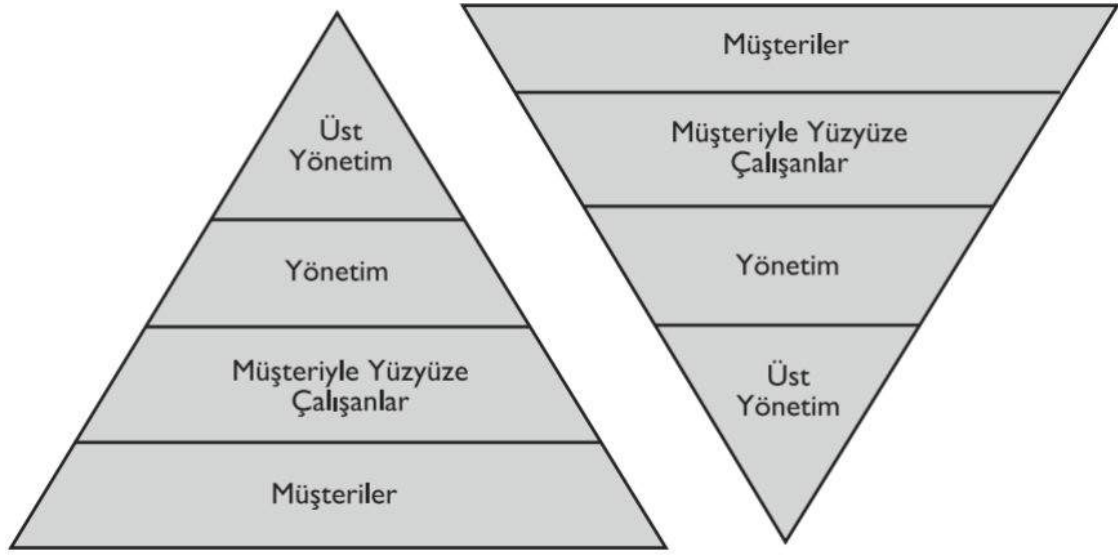 Üst
Yönetim
Yönetim
Müşteriyle Yüzyüze
Çalışanlar
Müşteriler
Müşteriler
Müşteriyle Yüzyüze
Çalışanlar
Yönetim
Üst
Yönetim